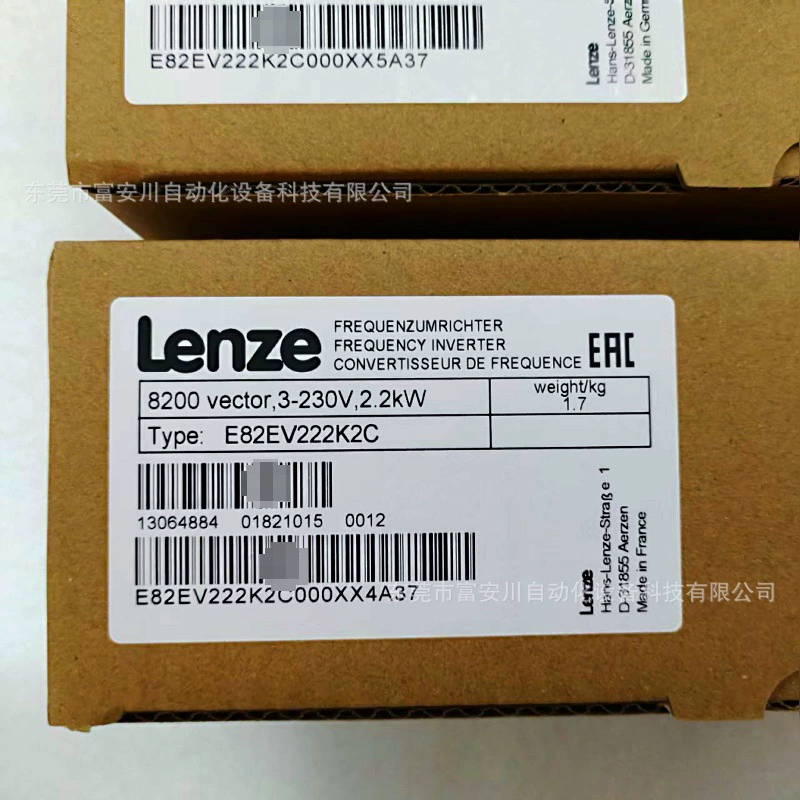 E82EV222K2C000XX5A37
Lenze
Hans-Lenze-S
D-31855 Aerze
Made in Germ
东莞市富安川自动化设备科技有限公司
Lenze
FREQUENZUMRICHTER
FREQUENCY INVERTER
CONVERTISSEUR DE FREQUENCE
EAC
8200 vector,3-230V,2.2kW
weight/kg
1.7
Type: E82EV222K2C
13064884 01821015 0012
E82EV222K2C000XX4A37
Lenze
Hans-Lenze-Straße 1
D-31855 Aerzen
Made in France
东莞市富安川自动化设备科技有限公司